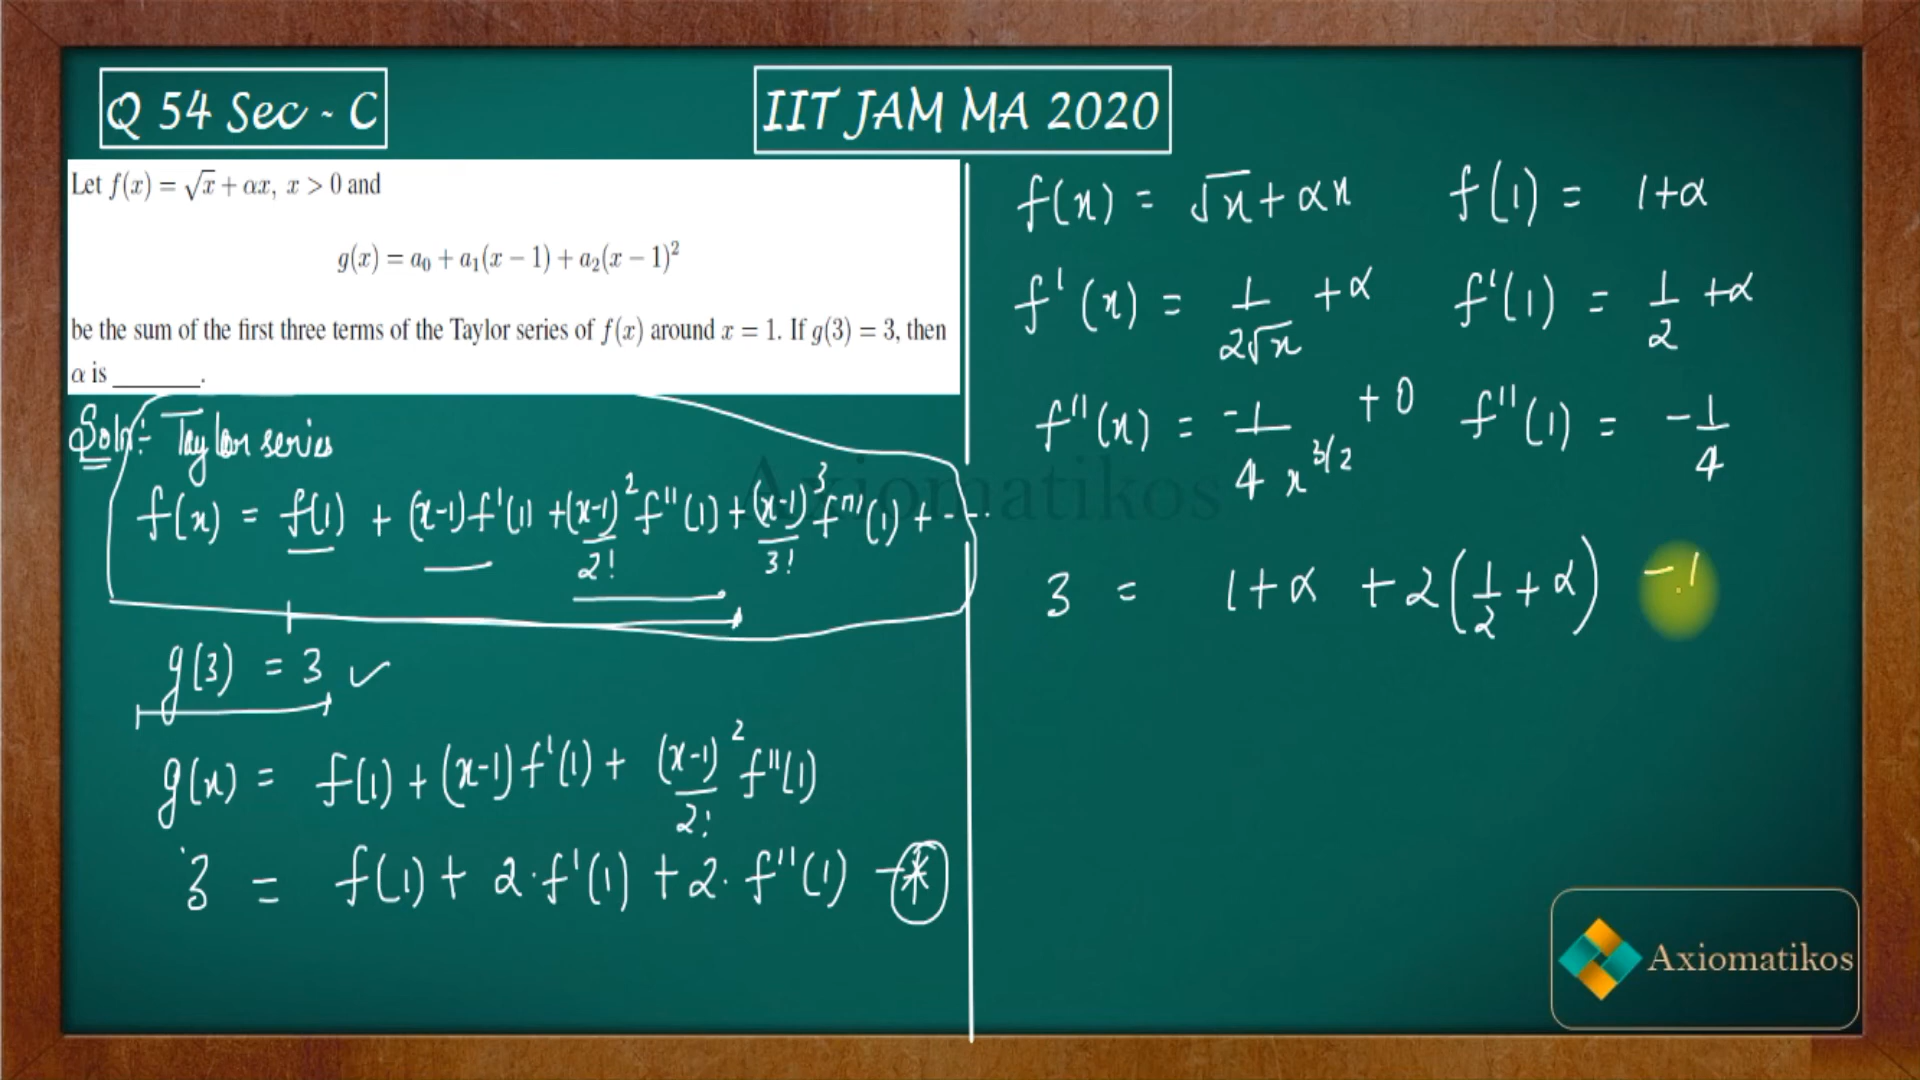 Q 54 Sec - C
IIT JAM MA 2020
Let f(x) = √x + αx, x > 0 and
g(x) = a₀ + a₁(x − 1) + a₂(x − 1)²
be the sum of the first three terms of the Taylor series of f(x) around x = 1. If g(3) = 3, then
α is ______.
Soln:- Taylor series
f(x) = f(1) + (x-1)f'(1) + (x-1)²/2! f''(1) + (x-1)³/3! f'''(1) + ---
g(3) = 3 ✓
g(x) = f(1) + (x-1)f'(1) + (x-1)²/2! f''(1)
3 = f(1) + 2·f'(1) + 2·f''(1) -*
f(x) = √x + αx f(1) = 1+α
f'(x) = 1/2√x + α f'(1) = 1/2 + α
f''(x) = -1/4 x^3/2 + 0 f''(1) = -1/4
3 = 1+α + 2(1/2 + α) - 1
Axiomatikos
Axiomatikos